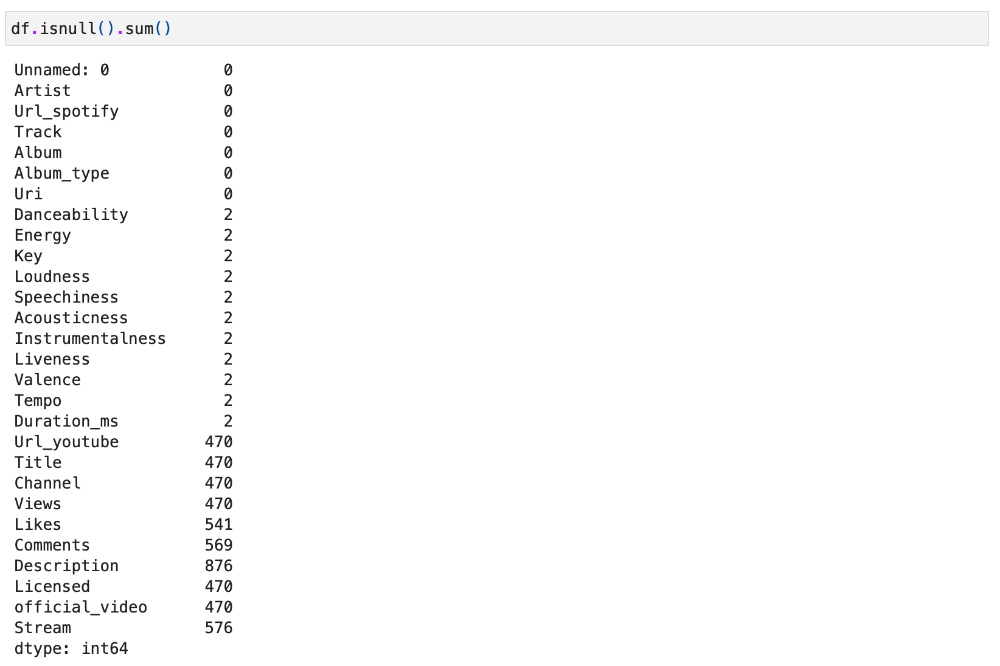 df.isnull().sum()
Unnamed: 0 0
Artist 0
Url_spotify 0
Track 0
Album 0
Album_type 0
Uri 0
Danceability 2
Energy 2
Key 2
Loudness 2
Speechiness 2
Acousticness 2
Instrumentalness 2
Liveness 2
Valence 2
Tempo 2
Duration_ms 2
Url_youtube 470
Title 470
Channel 470
Views 470
Likes 541
Comments 569
Description 876
Licensed 470
official_video 470
Stream 576
dtype: int64